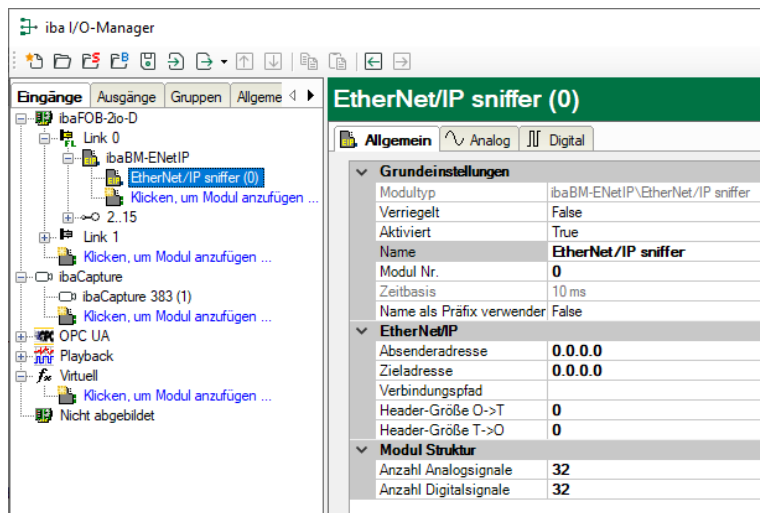 iba I/O-Manager
Eingänge Ausgänge Gruppen Allgeme
ibaFOB-2io-D
Link 0
ibaBM-ENetIP
EtherNet/IP sniffer (0)
Klicken, um Modul anzufügen ...
2..15
Link 1
Klicken, um Modul anzufügen ...
ibaCapture
ibaCapture 383 (1)
Klicken, um Modul anzufügen ...
OPC UA
Playback
Virtuell
Klicken, um Modul anzufügen ...
Nicht abgebildet
EtherNet/IP sniffer (0)
Allgemein Analog Digital
Grundeinstellungen
Modultyp ibaBM-ENetIP\EtherNet/IP sniffer
Verriegelt False
Aktiviert True
Name EtherNet/IP sniffer
Modul Nr. 0
Zeitbasis 10 ms
Name als Präfix verwender False
EtherNet/IP
Absenderadresse 0.0.0.0
Zieladresse 0.0.0.0
Verbindungspfad
Header-Größe O->T 0
Header-Größe T->O 0
Modul Struktur
Anzahl Analogsignale 32
Anzahl Digitalsignale 32